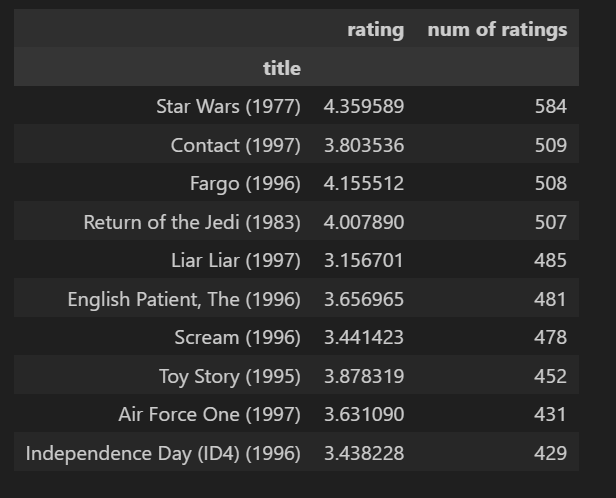 rating num of ratings
title
Star Wars (1977) 4.359589 584
Contact (1997) 3.803536 509
Fargo (1996) 4.155512 508
Return of the Jedi (1983) 4.007890 507
Liar Liar (1997) 3.156701 485
English Patient, The (1996) 3.656965 481
Scream (1996) 3.441423 478
Toy Story (1995) 3.878319 452
Air Force One (1997) 3.631090 431
Independence Day (ID4) (1996) 3.438228 429